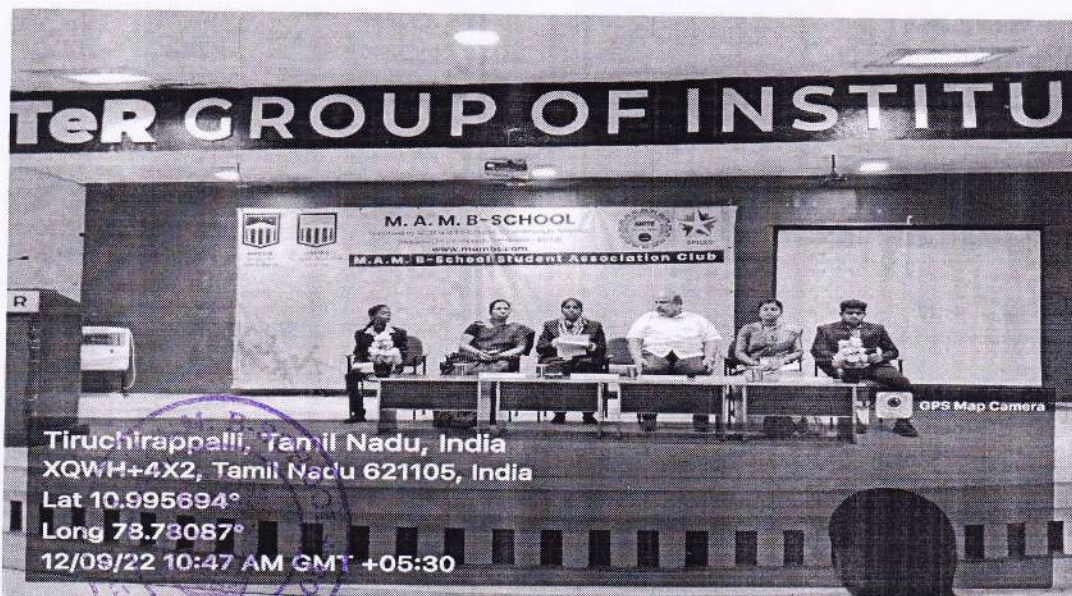 TeR GROUP OF INSTITU
M. A. M. B-SCHOOL
www.mambs.com
M.A.M. B-School Student Association Club
R
GPS Map Camera
Tiruchirappalli, Tamil Nadu, India
XQWH+4X2, Tamil Nadu 621105, India
Lat 10.995694°
Long 78.78087°
12/09/22 10:47 AM GMT +05:30